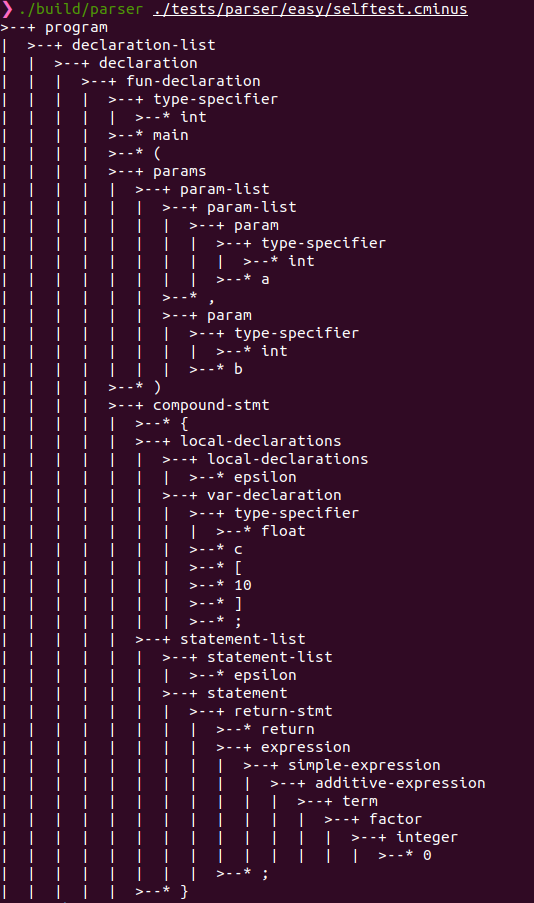 ❯ ./build/parser ./tests/parser/easy/selftest.cminus
>--+ program
|  >--+ declaration-list
|  |  >--+ declaration
|  |  |  >--+ fun-declaration
|  |  |  |  >--+ type-specifier
|  |  |  |  |  >--* int
|  |  |  |  >--* main
|  |  |  |  >--* (
|  |  |  |  >--+ params
|  |  |  |  |  >--+ param-list
|  |  |  |  |  |  >--+ param-list
|  |  |  |  |  |  |  >--+ param
|  |  |  |  |  |  |  |  >--+ type-specifier
|  |  |  |  |  |  |  |  |  >--* int
|  |  |  |  |  |  |  |  >--* a
|  |  |  |  |  |  >--* ,
|  |  |  |  |  |  >--+ param
|  |  |  |  |  |  |  >--+ type-specifier
|  |  |  |  |  |  |  |  >--* int
|  |  |  |  |  |  |  >--* b
|  |  |  |  >--* )
|  |  |  |  >--+ compound-stmt
|  |  |  |  |  >--* {
|  |  |  |  |  >--+ local-declarations
|  |  |  |  |  |  >--+ local-declarations
|  |  |  |  |  |  |  >--* epsilon
|  |  |  |  |  |  >--+ var-declaration
|  |  |  |  |  |  |  >--+ type-specifier
|  |  |  |  |  |  |  |  >--* float
|  |  |  |  |  |  |  >--* c
|  |  |  |  |  |  |  >--* [
|  |  |  |  |  |  |  >--* 10
|  |  |  |  |  |  |  >--* ]
|  |  |  |  |  |  |  >--* ;
|  |  |  |  |  >--+ statement-list
|  |  |  |  |  |  >--+ statement-list
|  |  |  |  |  |  |  >--* epsilon
|  |  |  |  |  |  >--+ statement
|  |  |  |  |  |  |  >--+ return-stmt
|  |  |  |  |  |  |  |  >--* return
|  |  |  |  |  |  |  |  >--+ expression
|  |  |  |  |  |  |  |  |  >--+ simple-expression
|  |  |  |  |  |  |  |  |  |  >--+ additive-expression
|  |  |  |  |  |  |  |  |  |  |  >--+ term
|  |  |  |  |  |  |  |  |  |  |  |  >--+ factor
|  |  |  |  |  |  |  |  |  |  |  |  |  >--+ integer
|  |  |  |  |  |  |  |  |  |  |  |  |  |  >--* 0
|  |  |  |  |  |  |  |  >--* ;
|  |  |  |  |  >--* }